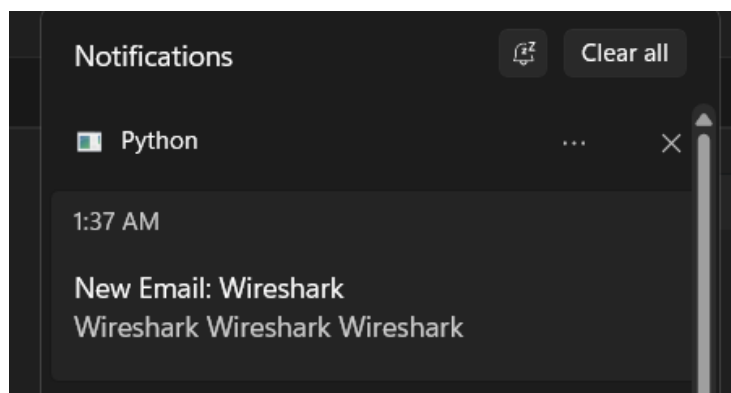 Notifications
Clear all
Python
1:37 AM
New Email: Wireshark
Wireshark Wireshark Wireshark